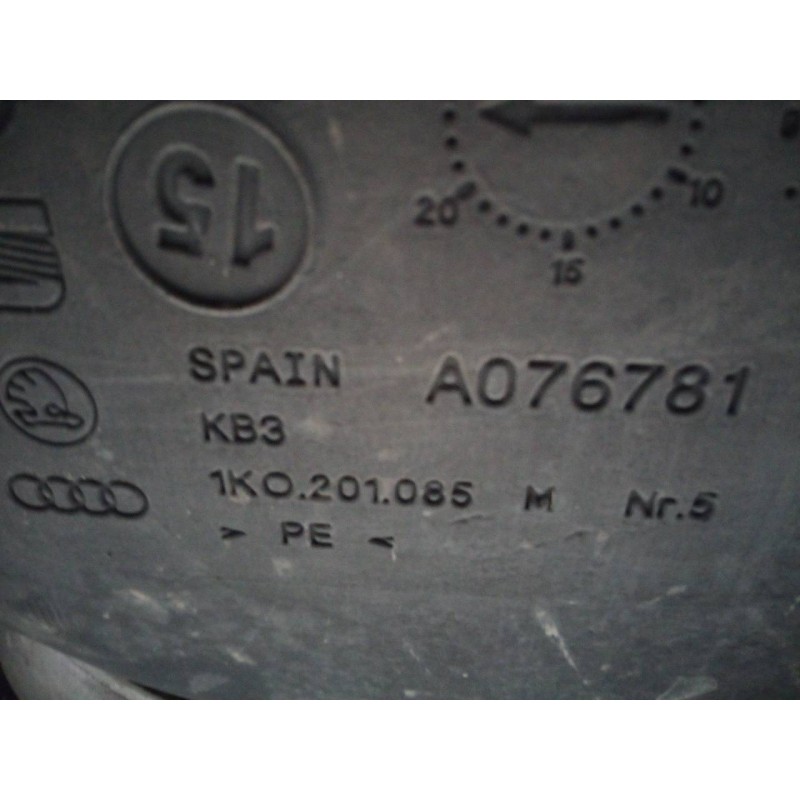 15
20 15 10
SPAIN A076781
KB3
1KO.201.085 M Nr.5
> PE <